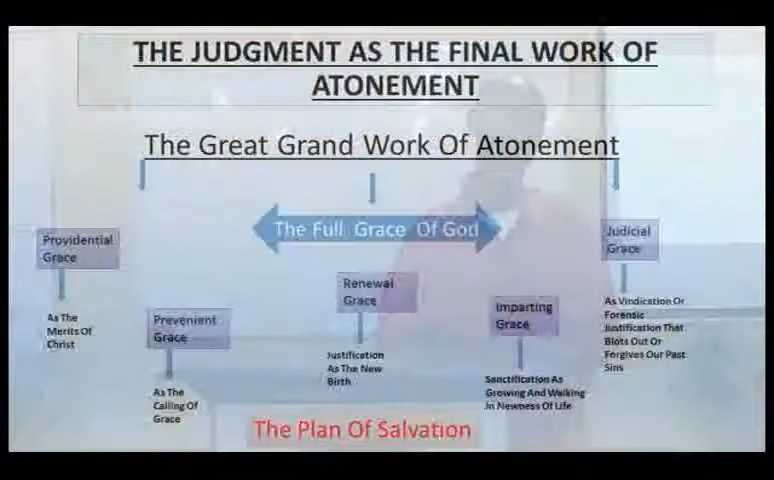 THE JUDGMENT AS THE FINAL WORK OF
ATONEMENT
The Great Grand Work Of Atonement
The Full Grace Of God
Providential
Grace
As The
Merits Of
Christ
Prevenient
Grace
As The
Calling Of
Grace
Renewal
Grace
Justification
As The New
Birth
Imparting
Grace
Sanctification As
Growing And Walking
In Newness Of Life
Judicial
Grace
As Vindication Or
Forensic
Justification That
Blots Out Or
Forgives Our Past
Sins
The Plan Of Salvation